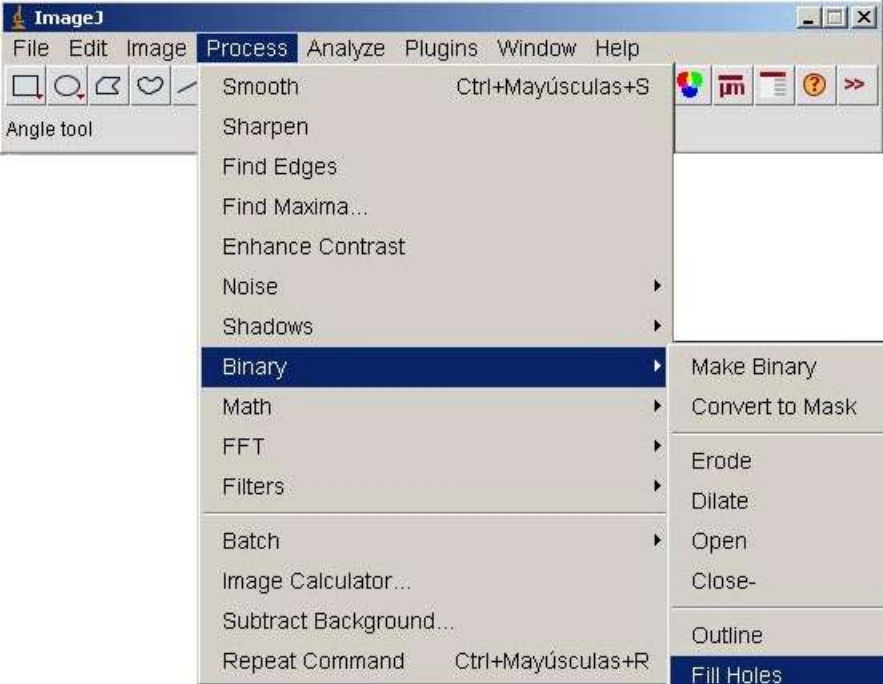 ImageJ
File Edit Image Process Analyze Plugins Window Help
µm >>
Angle tool
Smooth Ctrl+Mayúsculas+S
Sharpen
Find Edges
Find Maxima...
Enhance Contrast
Noise
Shadows
Binary
Math
FFT
Filters
Batch
Image Calculator...
Subtract Background...
Repeat Command Ctrl+Mayúsculas+R
Make Binary
Convert to Mask
Erode
Dilate
Open
Close-
Outline
Fill Holes